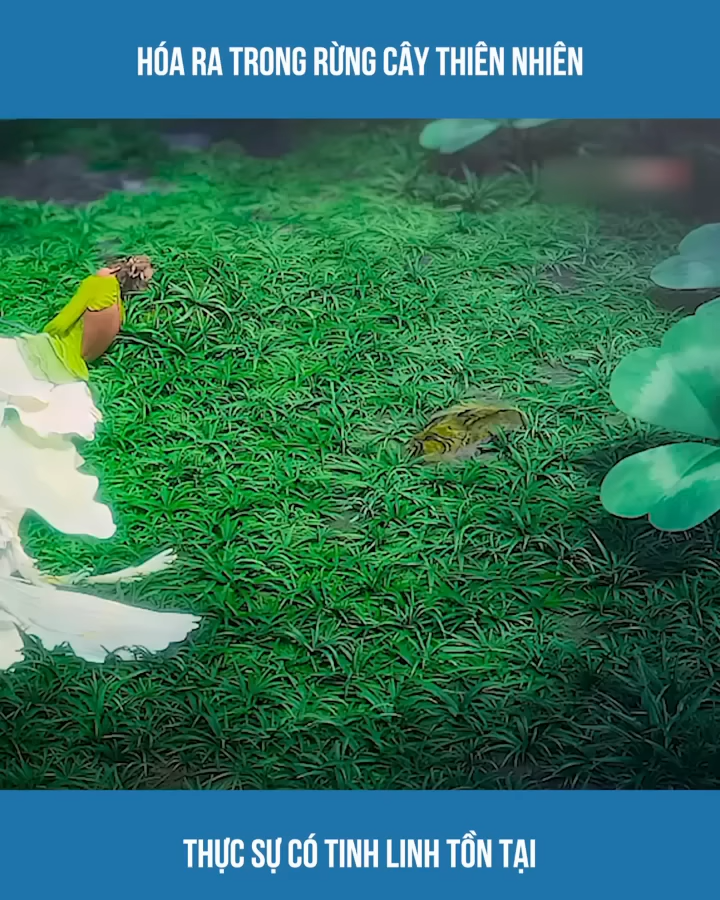 HÓA RA TRONG RỪNG CÂY THIÊN NHIÊN
THỰC SỰ CÓ TINH LINH TỒN TẠI